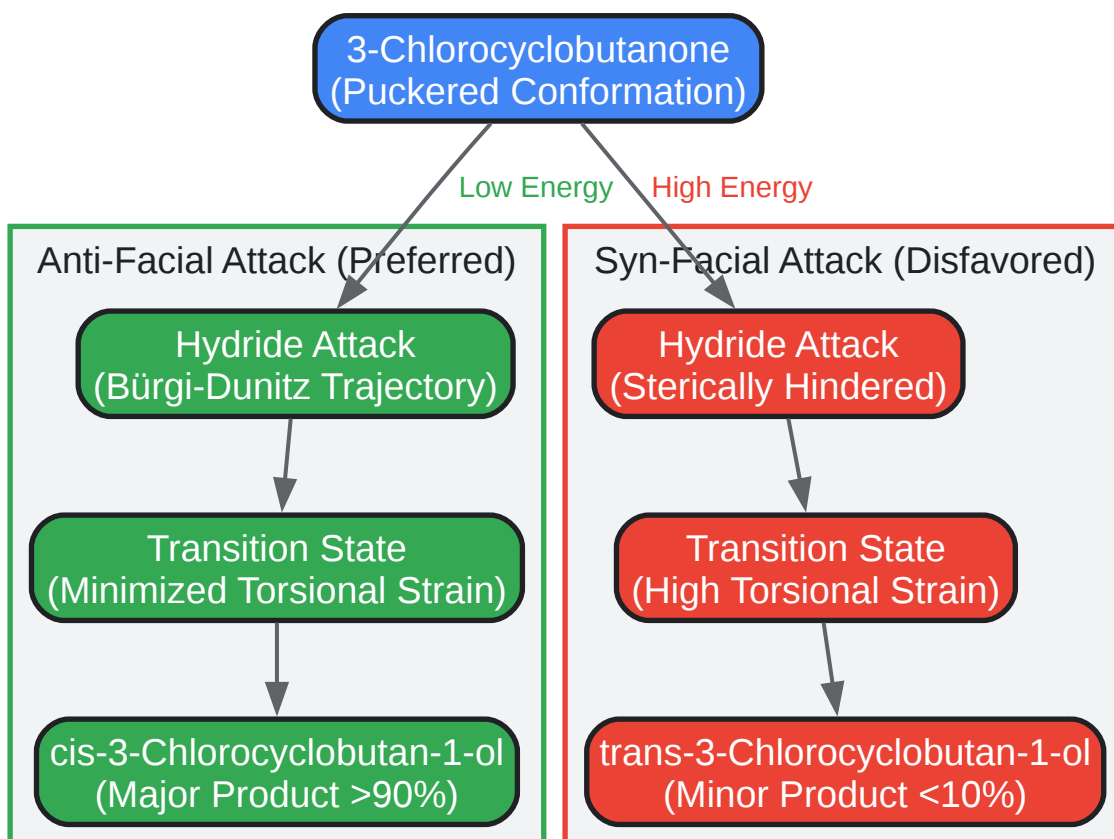 3-Chlorocyclobutanone
(Puckered Conformation)
Low Energy
High Energy
Anti-Facial Attack (Preferred)
Hydride Attack
(Bürgi-Dunitz Trajectory)
Transition State
(Minimized Torsional Strain)
cis-3-Chlorocyclobutan-1-ol
(Major Product >90%)
Syn-Facial Attack (Disfavored)
Hydride Attack
(Sterically Hindered)
Transition State
(High Torsional Strain)
trans-3-Chlorocyclobutan-1-ol
(Minor Product <10%)